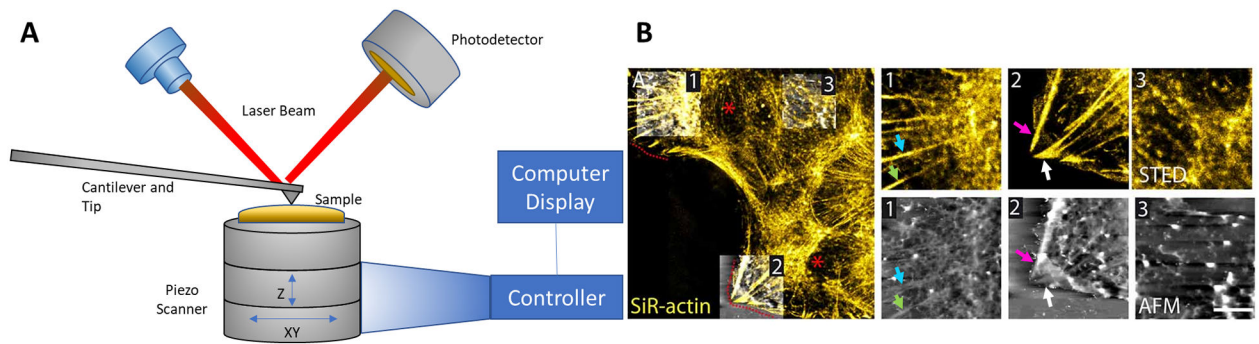 A
Photodetector
Laser Beam
Cantilever and
Tip
Sample
Computer
Display
Piezo
Scanner
Z
XY
Controller
B
A
1
3
*
*
2
SiR-actin
1
2
3
STED
1
2
3
AFM